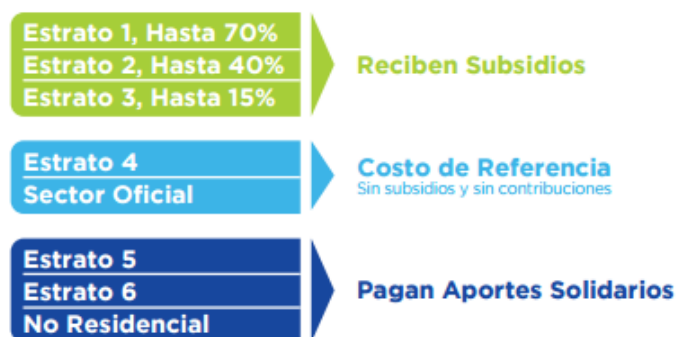 Estrato 1, Hasta 70%
Estrato 2, Hasta 40%
Estrato 3, Hasta 15%
Reciben Subsidios
Estrato 4
Sector Oficial
Costo de Referencia
Sin subsidios y sin contribuciones
Estrato 5
Estrato 6
No Residencial
Pagan Aportes Solidarios